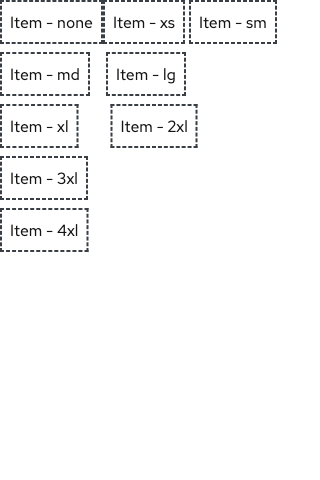 Item - none Item - xs Item - sm
Item - md Item - lg
Item - xl Item - 2xl
Item - 3xl
Item - 4xl